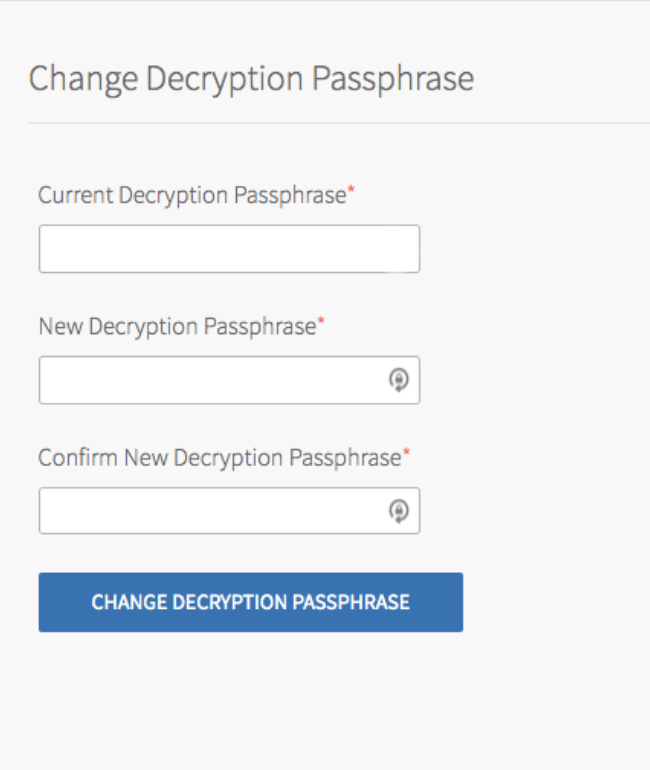 Change Decryption Passphrase
Current Decryption Passphrase*
New Decryption Passphrase*
Confirm New Decryption Passphrase*
CHANGE DECRYPTION PASSPHRASE